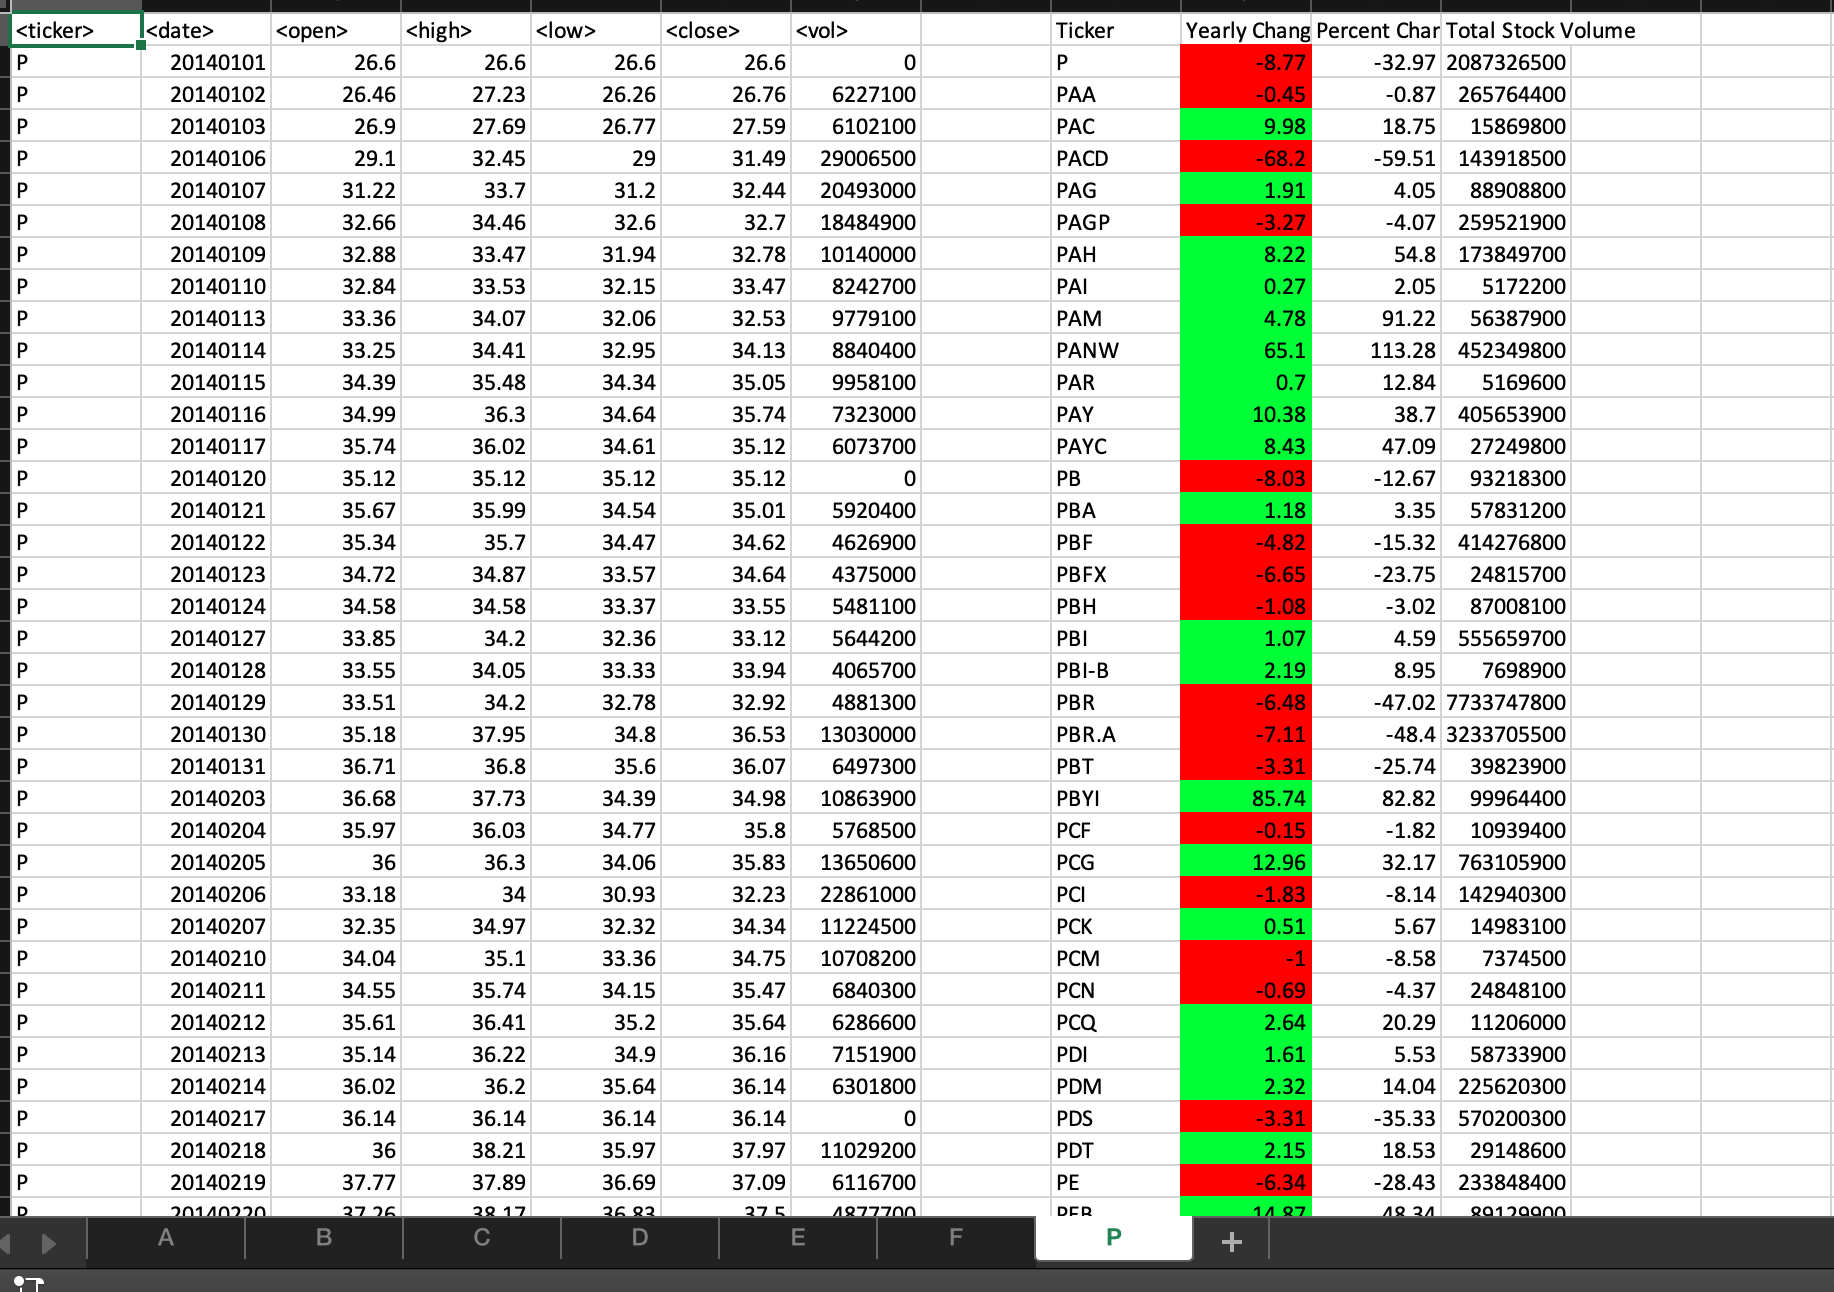 <ticker> <date> <open> <high> <low> <close> <vol> Ticker Yearly Chang Percent Char Total Stock Volume
P 20140101 26.6 26.6 26.6 26.6 0 P -8.77 -32.97 2087326500
P 20140102 26.46 27.23 26.26 26.76 6227100 PAA -0.45 -0.87 265764400
P 20140103 26.9 27.69 26.77 27.59 6102100 PAC 9.98 18.75 15869800
P 20140106 29.1 32.45 29 31.49 29006500 PACD -68.2 -59.51 143918500
P 20140107 31.22 33.7 31.2 32.44 20493000 PAG 1.91 4.05 88908800
P 20140108 32.66 34.46 32.6 32.7 18484900 PAGP -3.27 -4.07 259521900
P 20140109 32.88 33.47 31.94 32.78 10140000 PAH 8.22 54.8 173849700
P 20140110 32.84 33.53 32.15 33.47 8242700 PAI 0.27 2.05 5172200
P 20140113 33.36 34.07 32.06 32.53 9779100 PAM 4.78 91.22 56387900
P 20140114 33.25 34.41 32.95 34.13 8840400 PANW 65.1 113.28 452349800
P 20140115 34.39 35.48 34.34 35.05 9958100 PAR 0.7 12.84 5169600
P 20140116 34.99 36.3 34.64 35.74 7323000 PAY 10.38 38.7 405653900
P 20140117 35.74 36.02 34.61 35.12 6073700 PAYC 8.43 47.09 27249800
P 20140120 35.12 35.12 35.12 35.12 0 PB -8.03 -12.67 93218300
P 20140121 35.67 35.99 34.54 35.01 5920400 PBA 1.18 3.35 57831200
P 20140122 35.34 35.7 34.47 34.62 4626900 PBF -4.82 -15.32 414276800
P 20140123 34.72 34.87 33.57 34.64 4375000 PBFX -6.65 -23.75 24815700
P 20140124 34.58 34.58 33.37 33.55 5481100 PBH -1.08 -3.02 87008100
P 20140127 33.85 34.2 32.36 33.12 5644200 PBI 1.07 4.59 555659700
P 20140128 33.55 34.05 33.33 33.94 4065700 PBI-B 2.19 8.95 7698900
P 20140129 33.51 34.2 32.78 32.92 4881300 PBR -6.48 -47.02 7733747800
P 20140130 35.18 37.95 34.8 36.53 13030000 PBR.A -7.11 -48.4 3233705500
P 20140131 36.71 36.8 35.6 36.07 6497300 PBT -3.31 -25.74 39823900
P 20140203 36.68 37.73 34.39 34.98 10863900 PBYI 85.74 82.82 99964400
P 20140204 35.97 36.03 34.77 35.8 5768500 PCF -0.15 -1.82 10939400
P 20140205 36 36.3 34.06 35.83 13650600 PCG 12.96 32.17 763105900
P 20140206 33.18 34 30.93 32.23 22861000 PCI -1.83 -8.14 142940300
P 20140207 32.35 34.97 32.32 34.34 11224500 PCK 0.51 5.67 14983100
P 20140210 34.04 35.1 33.36 34.75 10708200 PCM -1 -8.58 7374500
P 20140211 34.55 35.74 34.15 35.47 6840300 PCN -0.69 -4.37 24848100
P 20140212 35.61 36.41 35.2 35.64 6286600 PCQ 2.64 20.29 11206000
P 20140213 35.14 36.22 34.9 36.16 7151900 PDI 1.61 5.53 58733900
P 20140214 36.02 36.2 35.64 36.14 6301800 PDM 2.32 14.04 225620300
P 20140217 36.14 36.14 36.14 36.14 0 PDS -3.31 -35.33 570200300
P 20140218 36 38.21 35.97 37.97 11029200 PDT 2.15 18.53 29148600
P 20140219 37.77 37.89 36.69 37.09 6116700 PE -6.34 -28.43 233848400
P 20140220 37.26 38.17 36.83 37.5 4877700 PEB 14.87 48.34 89129900
A B C D E F P +